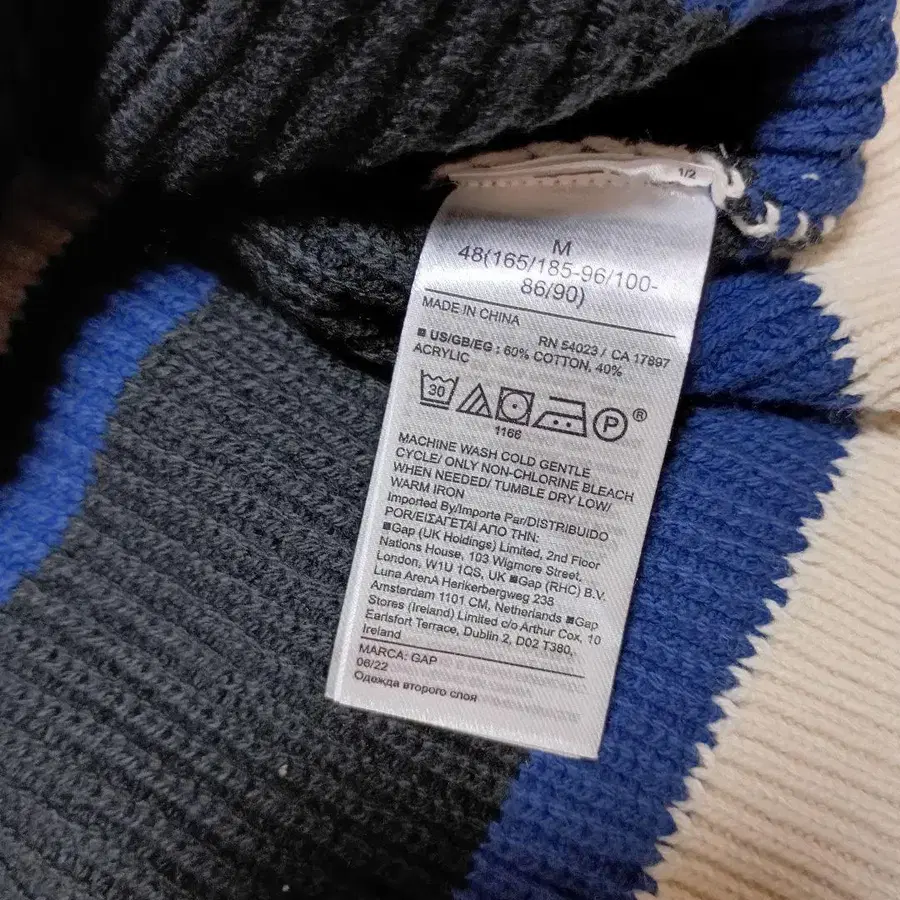 1/2
M
48(165/185-96/100-
86/90)
MADE IN CHINA
RN 54023 / CA 17897
US/GB/EG : 60% COTTON, 40%
ACRYLIC
30
P ®
1166
MACHINE WASH COLD GENTLE
CYCLE/ ONLY NON-CHLORINE BLEACH
WHEN NEEDED/ TUMBLE DRY LOW/
WARM IRON
Imported By/Importe Par/DISTRIBUIDO
POR/ΕΙΣΑΓΕΤΑΙ ΑΠΟ ΤΗΝ:
Gap (UK Holdings) Limited, 2nd Floor
Nations House, 103 Wigmore Street,
London, W1U 1QS, UK Gap (RHC) B.V.
Luna ArenA Herikerbergweg 238
Amsterdam 1101 CM, Netherlands Gap
Stores (Ireland) Limited c/o Arthur Cox, 10
Earlsfort Terrace, Dublin 2, D02 T380,
Ireland
MARCA: GAP
06/22
Одежда второго слоя